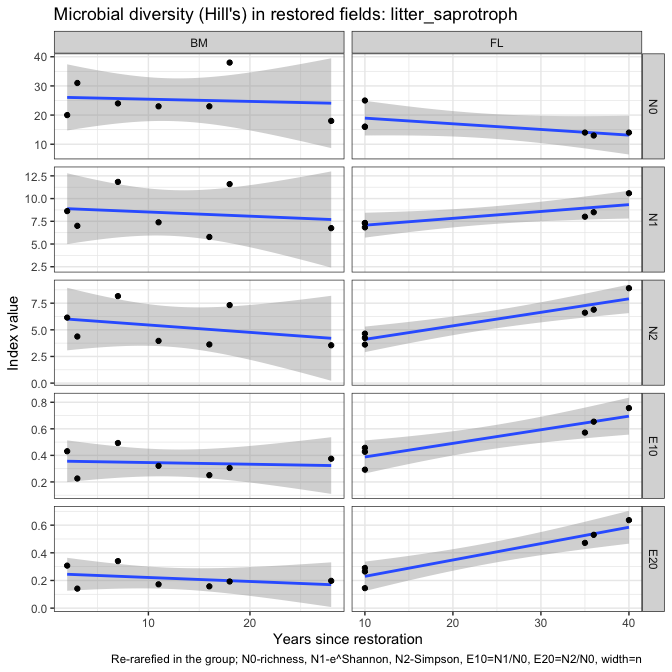 Microbial diversity (Hill's) in restored fields: litter_saprotroph
BM
FL
40
30
20
10
N0
12.5
10.0
7.5
5.0
2.5
N1
7.5
5.0
2.5
0.0
N2
0.8
0.6
0.4
0.2
E10
0.6
0.4
0.2
0.0
E20
Index value
10
20
10
20
30
40
Years since restoration
Re-rarefied in the group; N0-richness, N1-e^Shannon, N2-Simpson, E10=N1/N0, E20=N2/N0, width=n